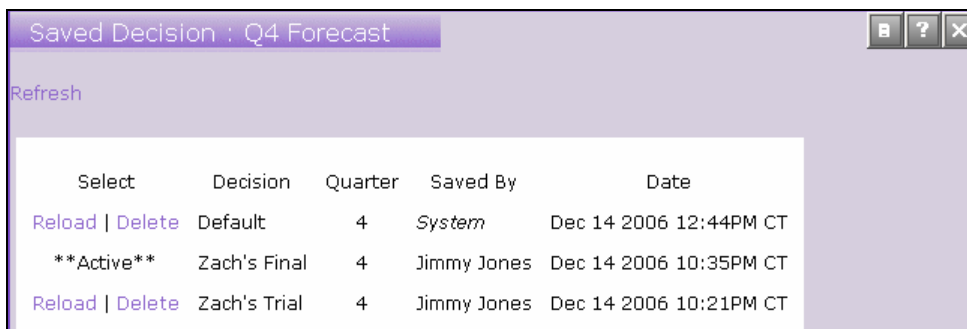 Saved Decision : Q4 Forecast
?
Refresh
Select Decision Quarter Saved By Date
Reload | Delete Default 4 System Dec 14 2006 12:44PM CT
**Active** Zach's Final 4 Jimmy Jones Dec 14 2006 10:35PM CT
Reload | Delete Zach's Trial 4 Jimmy Jones Dec 14 2006 10:21PM CT